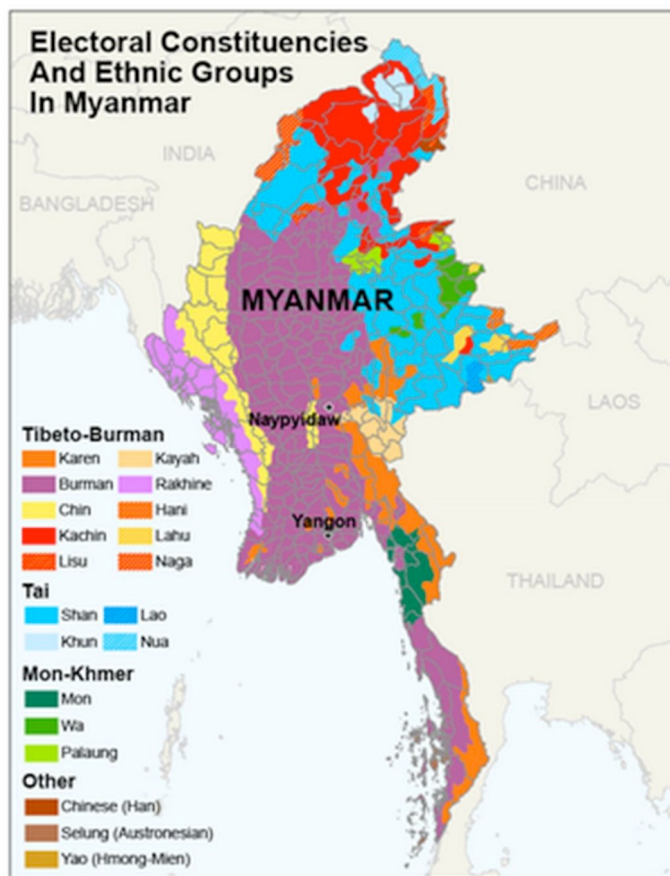 Electoral Constituencies
And Ethnic Groups
In Myanmar
INDIA
CHINA
BANGLADESH
MYANMAR
LAOS
Naypyidaw
Yangon
THAILAND
Tibeto-Burman
Karen Kayah
Burman Rakhine
Chin Hani
Kachin Lahu
Lisu Naga
Tai
Shan Lao
Khun Nua
Mon-Khmer
Mon
Wa
Palaung
Other
Chinese (Han)
Selung (Austronesian)
Yao (Hmong-Mien)